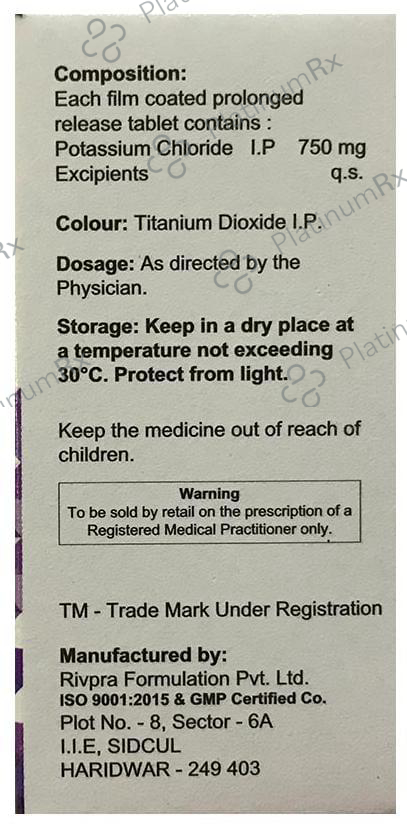 Composition:
Each film coated prolonged
release tablet contains :
Potassium Chloride I.P 750 mg
Excipients q.s.
Colour: Titanium Dioxide I.P.
Dosage: As directed by the
Physician.
Storage: Keep in a dry place at
a temperature not exceeding
30°C. Protect from light.
Keep the medicine out of reach of
children.
Warning
To be sold by retail on the prescription of a
Registered Medical Practitioner only.
TM - Trade Mark Under Registration
Manufactured by:
Rivpra Formulation Pvt. Ltd.
ISO 9001:2015 & GMP Certified Co.
Plot No. - 8, Sector - 6A
I.I.E, SIDCUL
HARIDWAR - 249 403
PlatinumRx
PlatinumRx